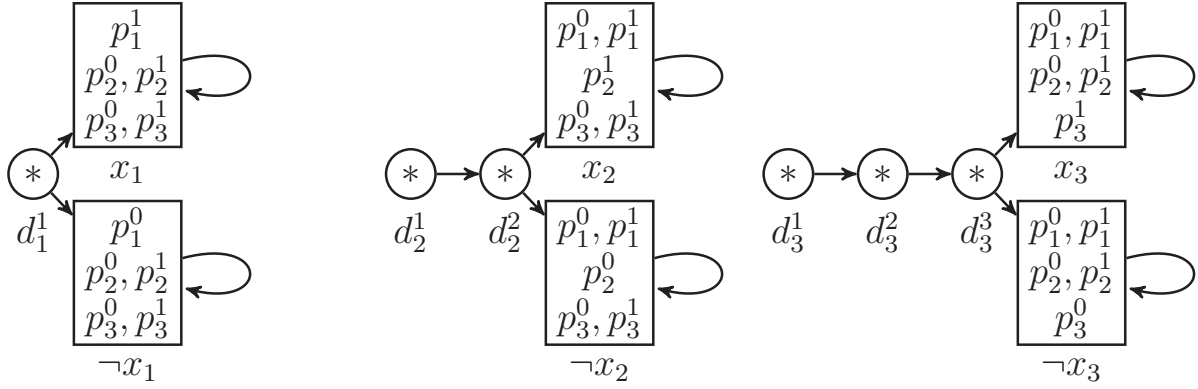 p_1^1
p_2^0, p_2^1
p_3^0, p_3^1
x_1
* d_1^1
p_1^0
p_2^0, p_2^1
p_3^0, p_3^1
¬x_1
p_1^0, p_1^1
p_2^1
p_3^0, p_3^1
x_2
* *
d_2^1 d_2^2
p_1^0, p_1^1
p_2^0
p_3^0, p_3^1
¬x_2
p_1^0, p_1^1
p_2^0, p_2^1
p_3^1
x_3
* * *
d_3^1 d_3^2 d_3^3
p_1^0, p_1^1
p_2^0, p_2^1
p_3^0
¬x_3